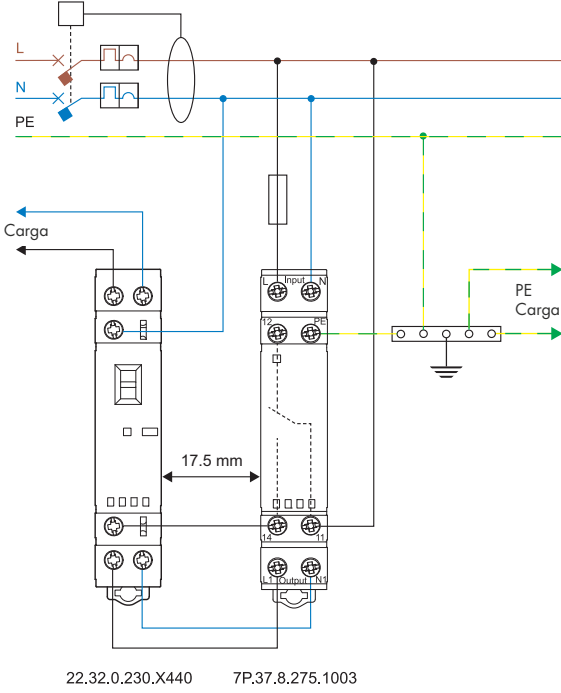 L
N
PE
Carga
L Input N
12 PE
PE
Carga
17.5 mm
14 11
L1 Output N1
22.32.0.230.X440 7P.37.8.275.1003